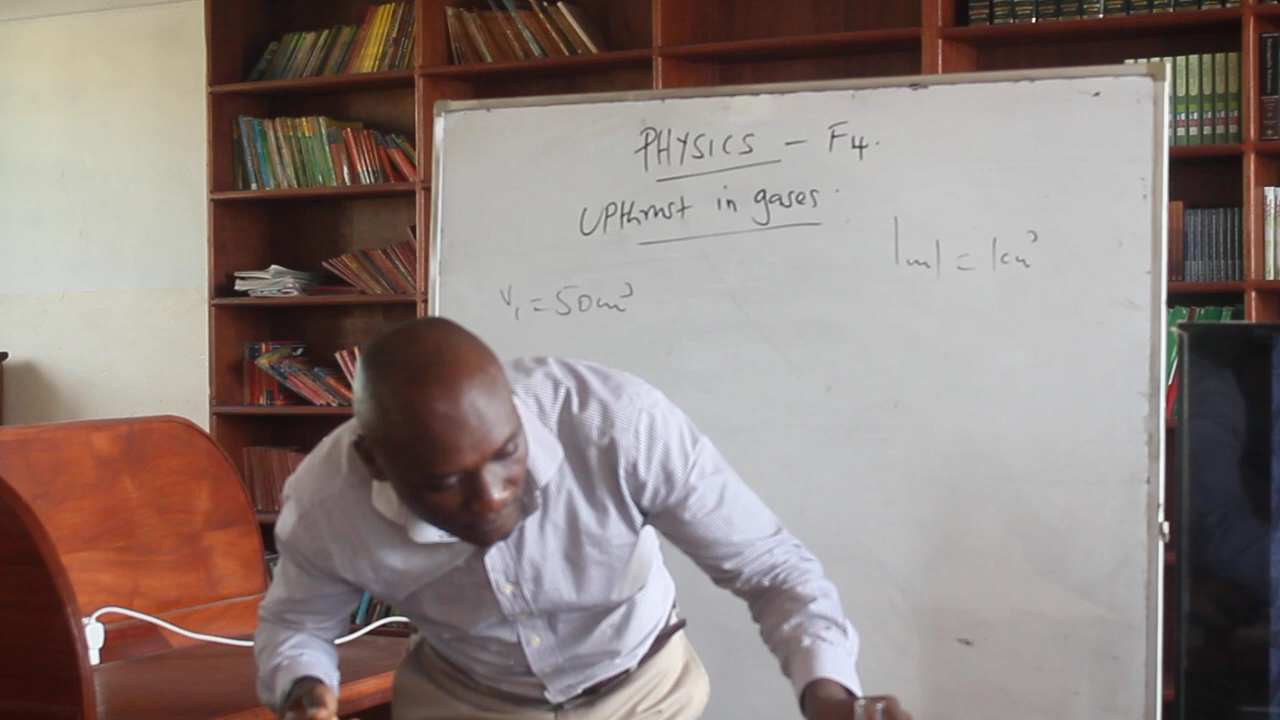 PHYSICS - F4.
UPthrust in gases.
1ml = 1cm³
V₁ = 50cm³